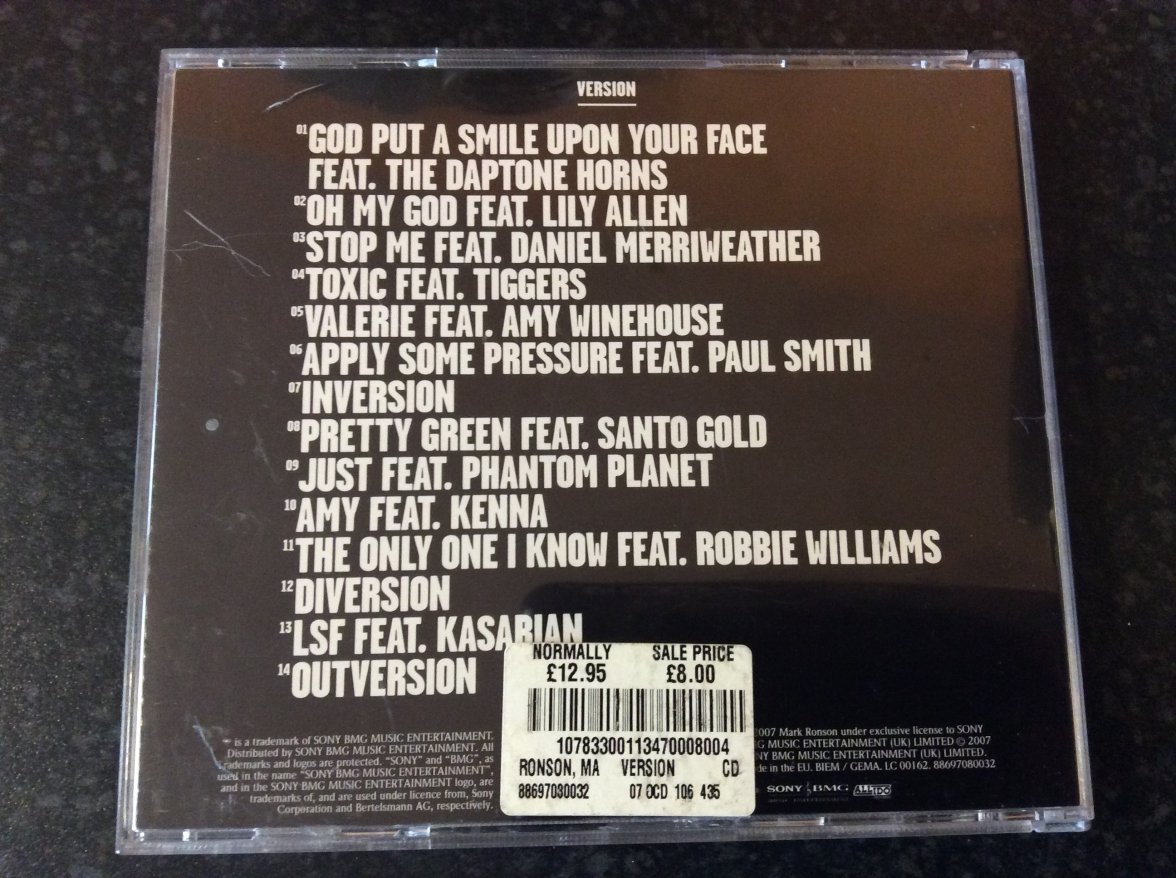 VERSION
01 GOD PUT A SMILE UPON YOUR FACE
FEAT. THE DAPTONE HORNS
02 OH MY GOD FEAT. LILY ALLEN
03 STOP ME FEAT. DANIEL MERRIWEATHER
04 TOXIC FEAT. TIGGERS
05 VALERIE FEAT. AMY WINEHOUSE
06 APPLY SOME PRESSURE FEAT. PAUL SMITH
07 INVERSION
08 PRETTY GREEN FEAT. SANTO GOLD
09 JUST FEAT. PHANTOM PLANET
10 AMY FEAT. KENNA
11 THE ONLY ONE I KNOW FEAT. ROBBIE WILLIAMS
12 DIVERSION
13 LSF FEAT. KASABIAN
14 OUTVERSION
NORMALLY SALE PRICE
£12.95 £8.00
10783300113470008004
RONSON, MA VERSION CD
88697080032 07 OCD 106 435
is a trademark of SONY BMG MUSIC ENTERTAINMENT.
Distributed by SONY BMG MUSIC ENTERTAINMENT. All
trademarks and logos are protected. "SONY" and "BMG", as
used in the name "SONY BMG MUSIC ENTERTAINMENT",
and in the SONY BMG MUSIC ENTERTAINMENT logo, are
trademarks of, and are used under licence from, Sony
Corporation and Bertelsmann AG, respectively.
2007 Mark Ronson under exclusive license to SONY
MUSIC ENTERTAINMENT (UK) LIMITED © 2007
BMG MUSIC ENTERTAINMENT (UK) LIMITED.
in the EU. BIEM / GEMA. LC 00162. 88697080032
SONY BMG ALLIDO